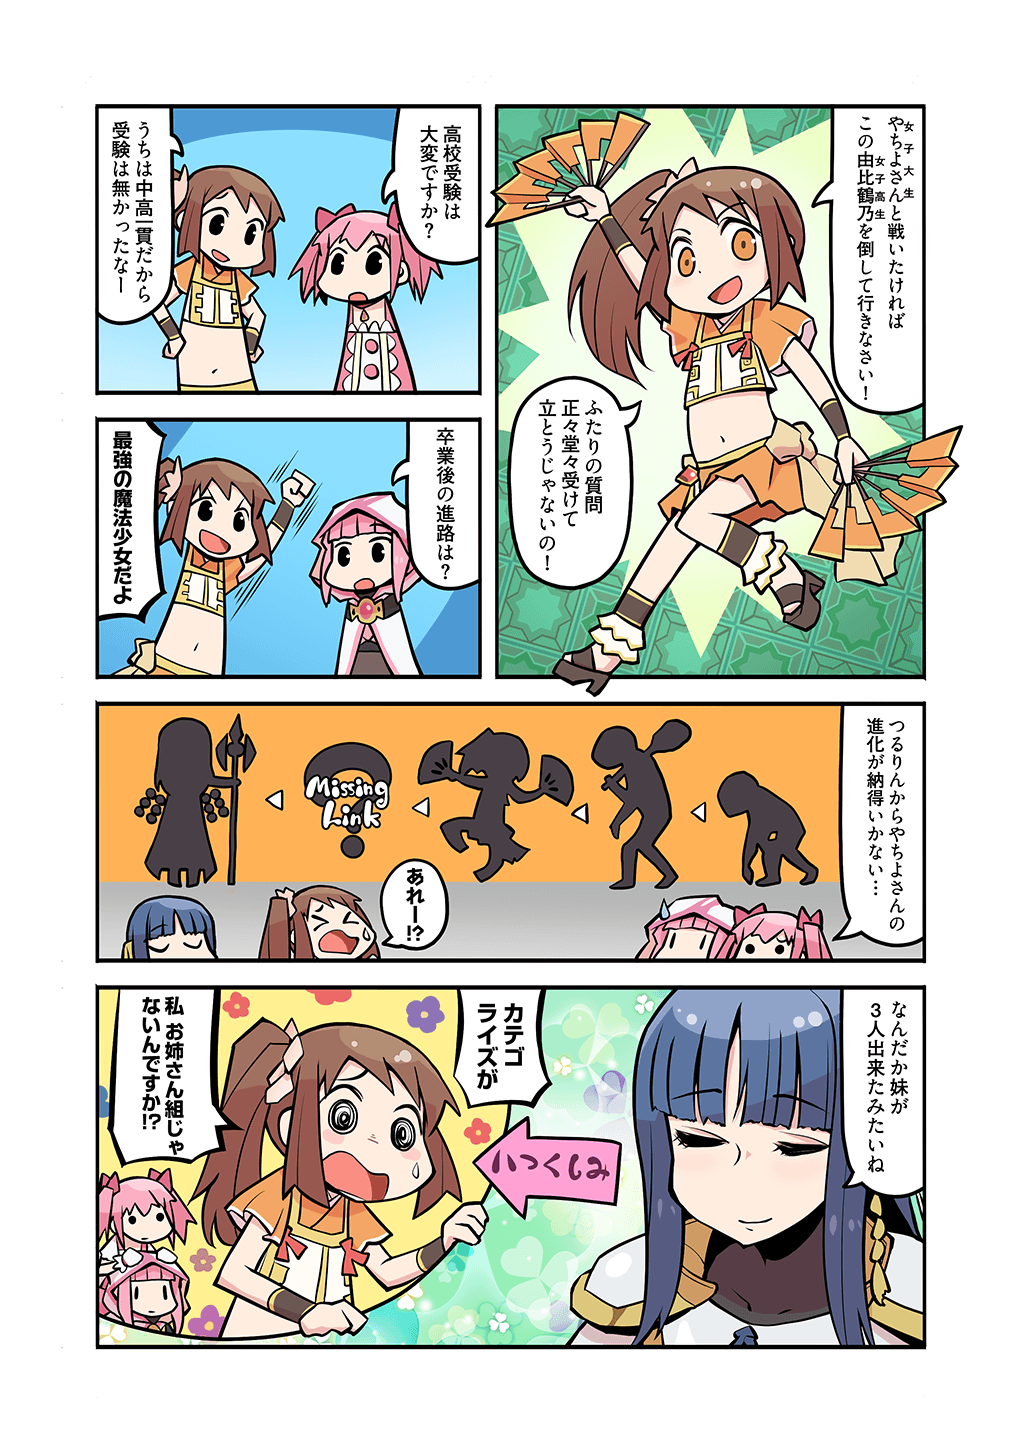 やちよさんと戦いたければ
女子大生
この由比鶴乃を倒して行きなさい！
女子高生
ふたりの質問
正々堂々受けて
立とうじゃないの！
高校受験は
大変ですか？
うちは中高一貫だから
受験は無かったなー
卒業後の進路は？
最強の魔法少女だよ
つるりんからやちよさんの
進化が納得いかない…
Missing
Link
あれー!?
なんだか妹が
３人出来たみたいね
いつくしみ
カテゴ
ライズが
私 お姉さん組じゃ
ないんですか!?